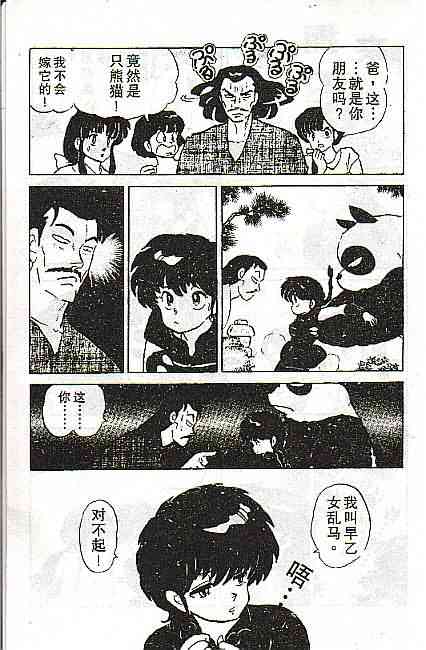 爸，这…
…就是你
朋友吗？
ぷるぷるぷるぷる
竟然是
只熊猫！
我不会
嫁它的！
这……
你……
我叫早乙
女乱马。
唔…
对不起！